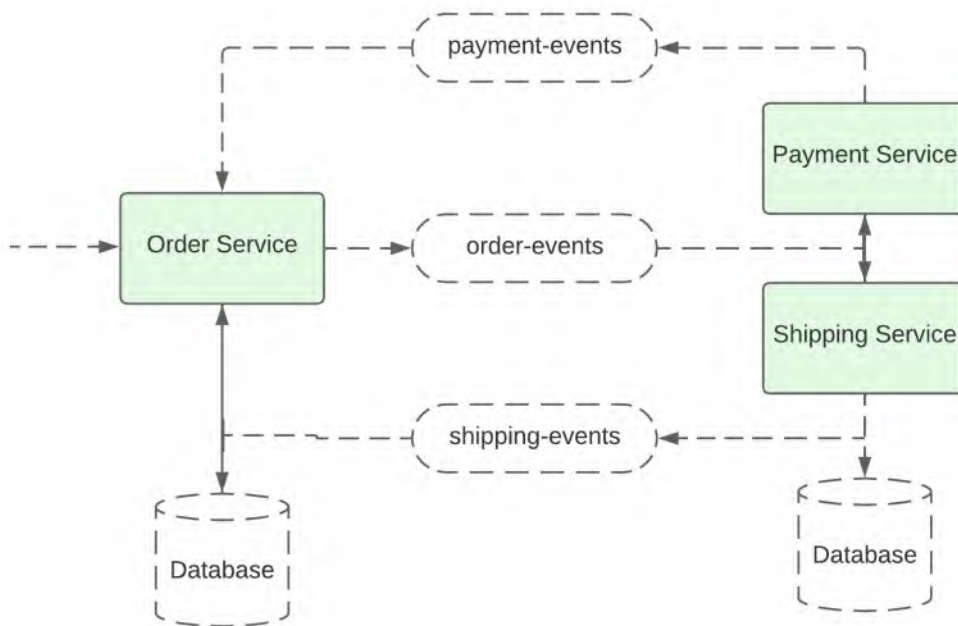 payment-events
Payment Service
Order Service
order-events
Shipping Service
shipping-events
Database
Database